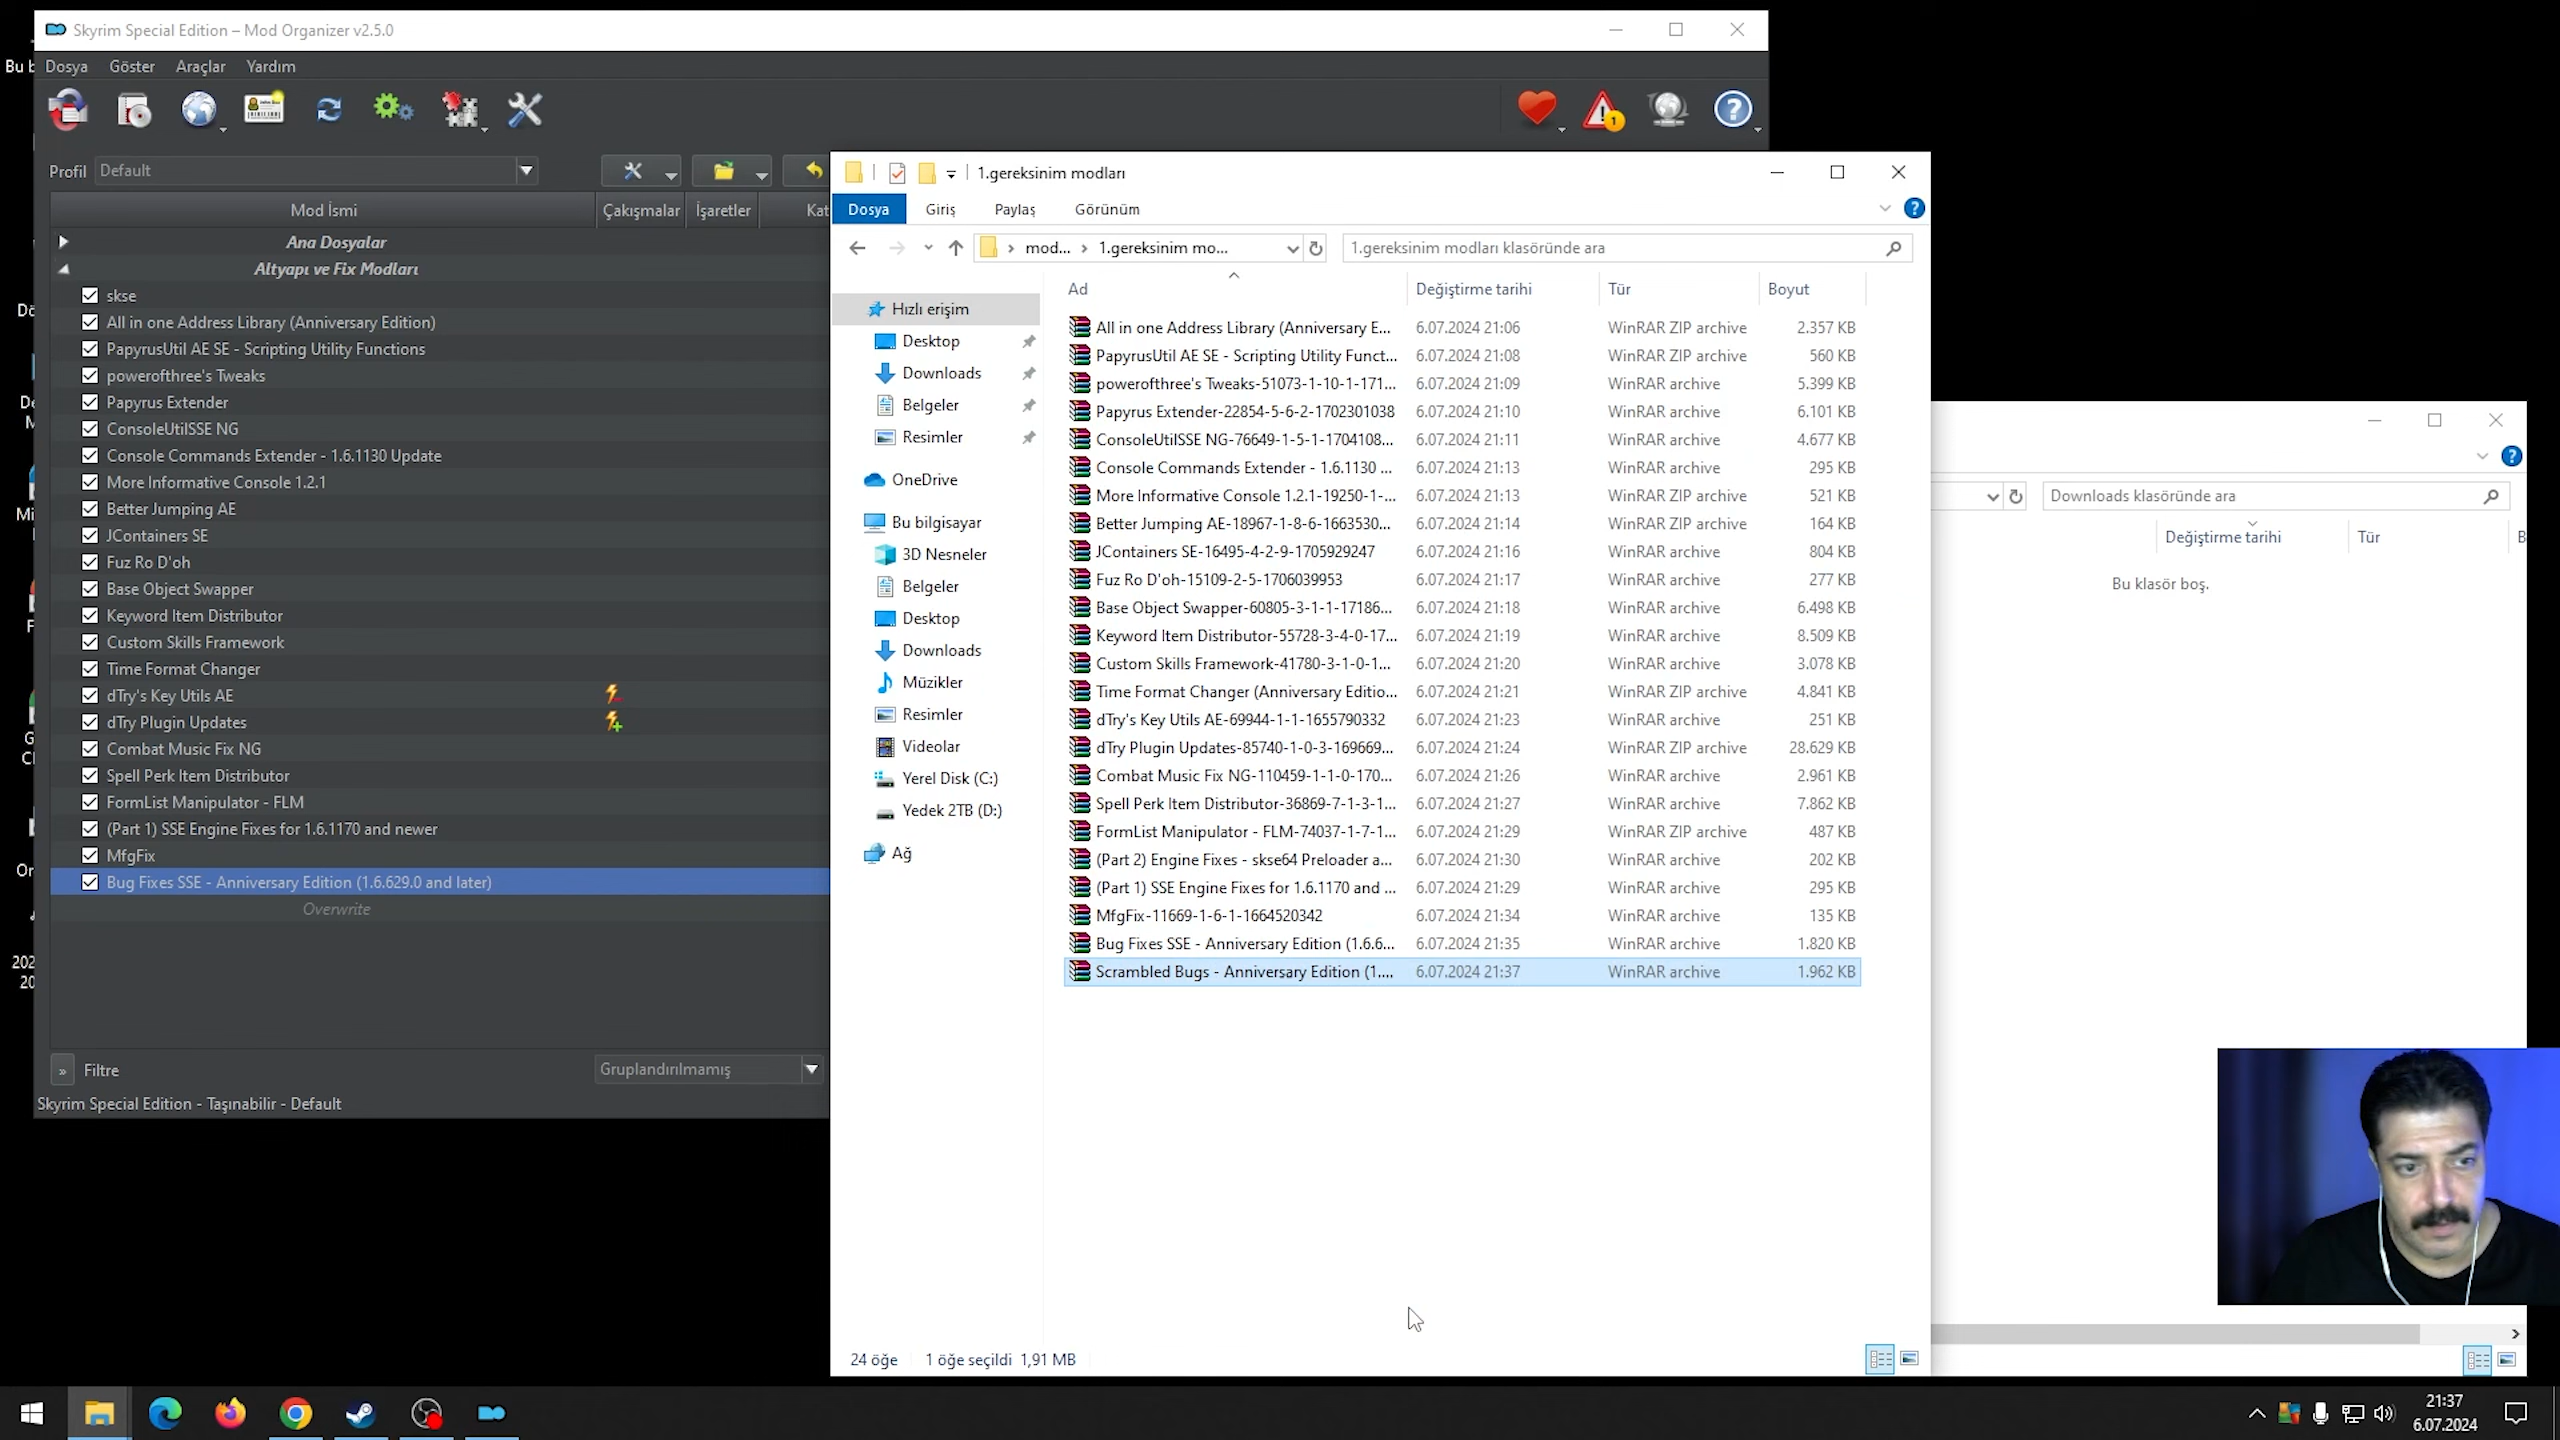 Skyrim Special Edition – Mod Organizer v2.5.0
Bu b
Dosya Göster Araçlar Yardım
1
Profil Default
Mod İsmi Çakışmalar İşaretler Kat
Ana Dosyalar
Altyapı ve Fix Modları
skse
All in one Address Library (Anniversary Edition)
PapyrusUtil AE SE - Scripting Utility Functions
powerofthree's Tweaks
Papyrus Extender
ConsoleUtilSSE NG
Console Commands Extender - 1.6.1130 Update
More Informative Console 1.2.1
Better Jumping AE
JContainers SE
Fuz Ro D'oh
Base Object Swapper
Keyword Item Distributor
Custom Skills Framework
Time Format Changer
dTry's Key Utils AE
dTry Plugin Updates
Combat Music Fix NG
Spell Perk Item Distributor
FormList Manipulator - FLM
(Part 1) SSE Engine Fixes for 1.6.1170 and newer
MfgFix
Bug Fixes SSE - Anniversary Edition (1.6.629.0 and later)
Overwrite
» Filtre Gruplandırılmamış
Skyrim Special Edition - Taşınabilir - Default
1.gereksinim modları
Dosya Giriş Paylaş Görünüm
mod... 1.gereksinim mo... 1.gereksinim modları klasöründe ara
Ad Değiştirme tarihi Tür Boyut
Hızlı erişim
Desktop
Downloads
Belgeler
Resimler
OneDrive
Bu bilgisayar
3D Nesneler
Belgeler
Desktop
Downloads
Müzikler
Resimler
Videolar
Yerel Disk (C:)
Yedek 2TB (D:)
Ağ
All in one Address Library (Anniversary E... 6.07.2024 21:06 WinRAR ZIP archive 2.357 KB
PapyrusUtil AE SE - Scripting Utility Funct... 6.07.2024 21:08 WinRAR ZIP archive 560 KB
powerofthree's Tweaks-51073-1-10-1-171... 6.07.2024 21:09 WinRAR archive 5.399 KB
Papyrus Extender-22854-5-6-2-1702301038 6.07.2024 21:10 WinRAR archive 6.101 KB
ConsoleUtilSSE NG-76649-1-5-1-1704108... 6.07.2024 21:11 WinRAR archive 4.677 KB
Console Commands Extender - 1.6.1130 ... 6.07.2024 21:13 WinRAR archive 295 KB
More Informative Console 1.2.1-19250-1-... 6.07.2024 21:13 WinRAR ZIP archive 521 KB
Better Jumping AE-18967-1-8-6-1663530... 6.07.2024 21:14 WinRAR ZIP archive 164 KB
JContainers SE-16495-4-2-9-1705929247 6.07.2024 21:16 WinRAR archive 804 KB
Fuz Ro D'oh-15109-2-5-1706039953 6.07.2024 21:17 WinRAR archive 277 KB
Base Object Swapper-60805-3-1-1-17186... 6.07.2024 21:18 WinRAR archive 6.498 KB
Keyword Item Distributor-55728-3-4-0-17... 6.07.2024 21:19 WinRAR archive 8.509 KB
Custom Skills Framework-41780-3-1-0-1... 6.07.2024 21:20 WinRAR archive 3.078 KB
Time Format Changer (Anniversary Editio... 6.07.2024 21:21 WinRAR ZIP archive 4.841 KB
dTry's Key Utils AE-69944-1-1-1655790332 6.07.2024 21:23 WinRAR archive 251 KB
dTry Plugin Updates-85740-1-0-3-169669... 6.07.2024 21:24 WinRAR ZIP archive 28.629 KB
Combat Music Fix NG-110459-1-1-0-170... 6.07.2024 21:26 WinRAR archive 2.961 KB
Spell Perk Item Distributor-36869-7-1-3-1... 6.07.2024 21:27 WinRAR archive 7.862 KB
FormList Manipulator - FLM-74037-1-7-1... 6.07.2024 21:29 WinRAR ZIP archive 487 KB
(Part 2) Engine Fixes - skse64 Preloader a... 6.07.2024 21:30 WinRAR archive 202 KB
(Part 1) SSE Engine Fixes for 1.6.1170 and ... 6.07.2024 21:29 WinRAR archive 295 KB
MfgFix-11669-1-6-1-1664520342 6.07.2024 21:34 WinRAR archive 135 KB
Bug Fixes SSE - Anniversary Edition (1.6.6... 6.07.2024 21:35 WinRAR archive 1.820 KB
Scrambled Bugs - Anniversary Edition (1.... 6.07.2024 21:37 WinRAR archive 1.962 KB
24 öğe 1 öğe seçildi 1,91 MB
Downloads klasöründe ara
Değiştirme tarihi Tür B
Bu klasör boş.
21:37
6.07.2024